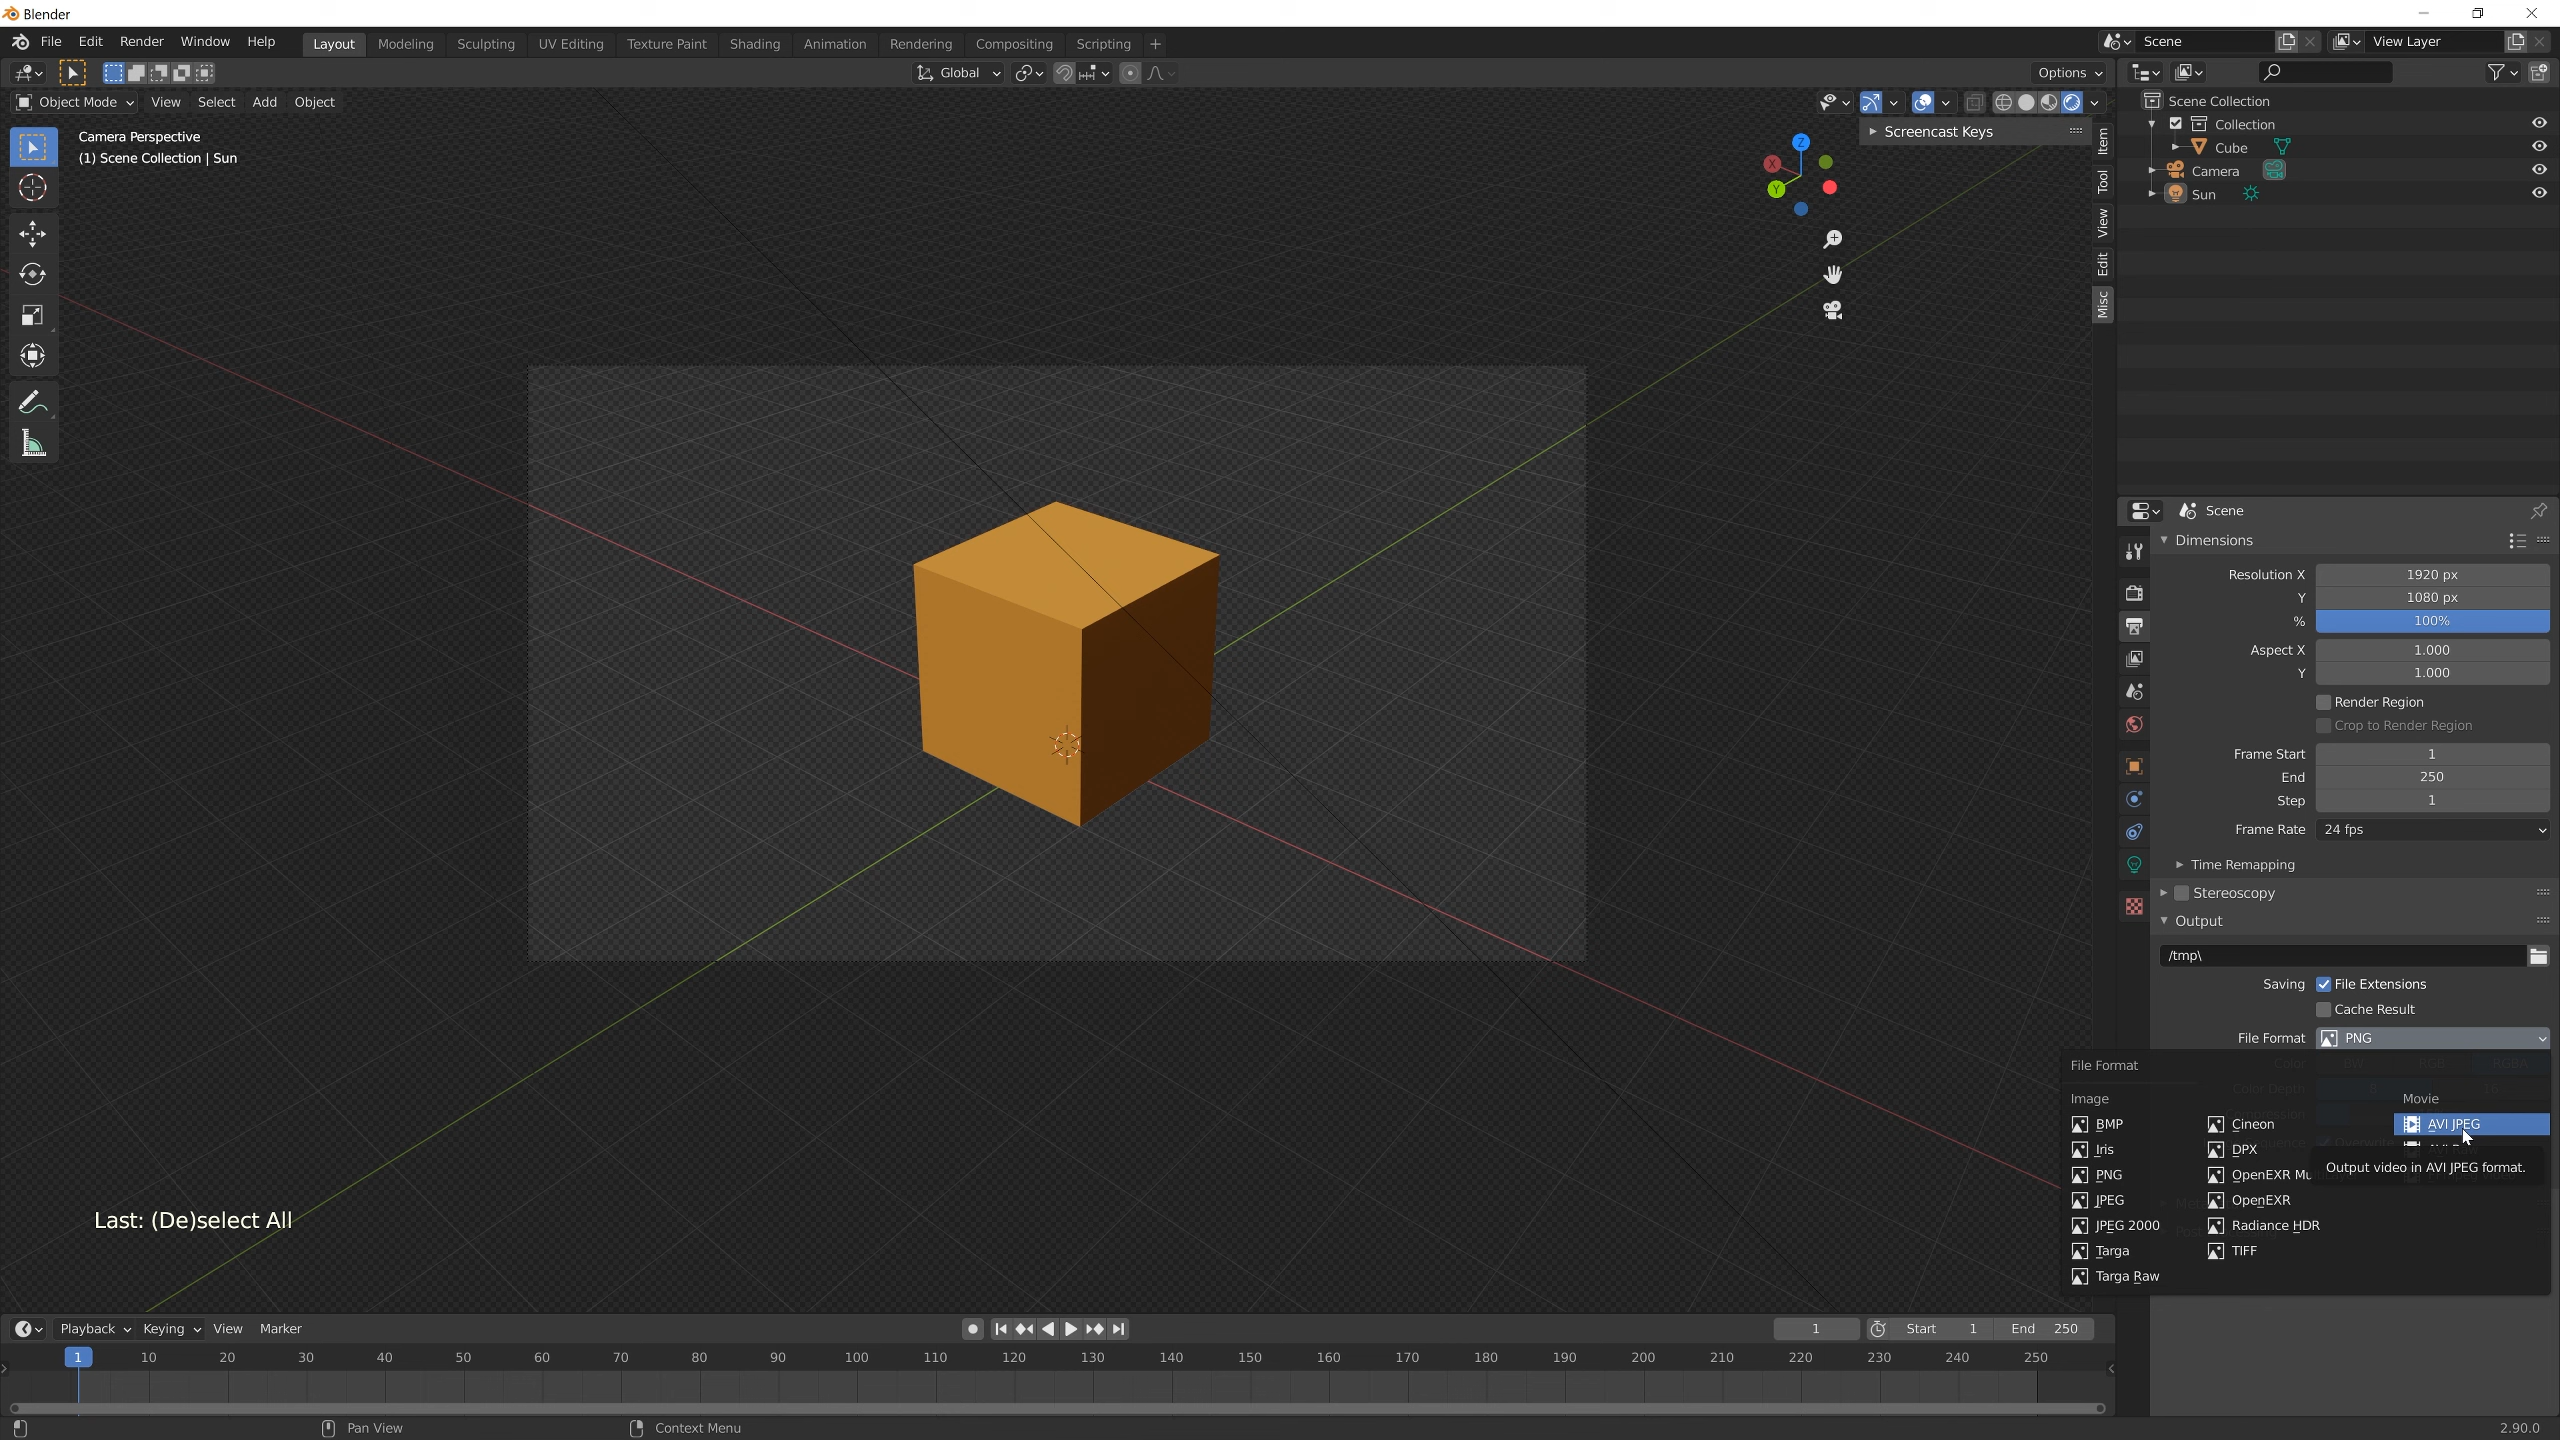 Blender
File Edit Render Window Help Layout Modeling Sculpting UV Editing Texture Paint Shading Animation Rendering Compositing Scripting + Scene View Layer
Global Options
Object Mode View Select Add Object
Camera Perspective
(1) Scene Collection | Sun
Screencast Keys
X
Y
Z
Item
Tool
View
Edit
Misc
Scene Collection
Collection
Cube
Camera
Sun
Scene
Dimensions
Resolution X 1920 px
Y 1080 px
% 100%
Aspect X 1.000
Y 1.000
Render Region
Crop to Render Region
Frame Start 1
End 250
Step 1
Frame Rate 24 fps
Time Remapping
Stereoscopy
Output
/tmp\
Saving File Extensions
Cache Result
File Format PNG
File Format
Image Movie
BMP Cineon AVI JPEG
Iris DPX
Output video in AVI JPEG format.
PNG OpenEXR Mu
JPEG OpenEXR
JPEG 2000 Radiance HDR
Targa TIFF
Targa Raw
Last: (De)select All
Playback Keying View Marker 1 Start 1 End 250
1 10 20 30 40 50 60 70 80 90 100 110 120 130 140 150 160 170 180 190 200 210 220 230 240 250
Pan View Context Menu 2.90.0